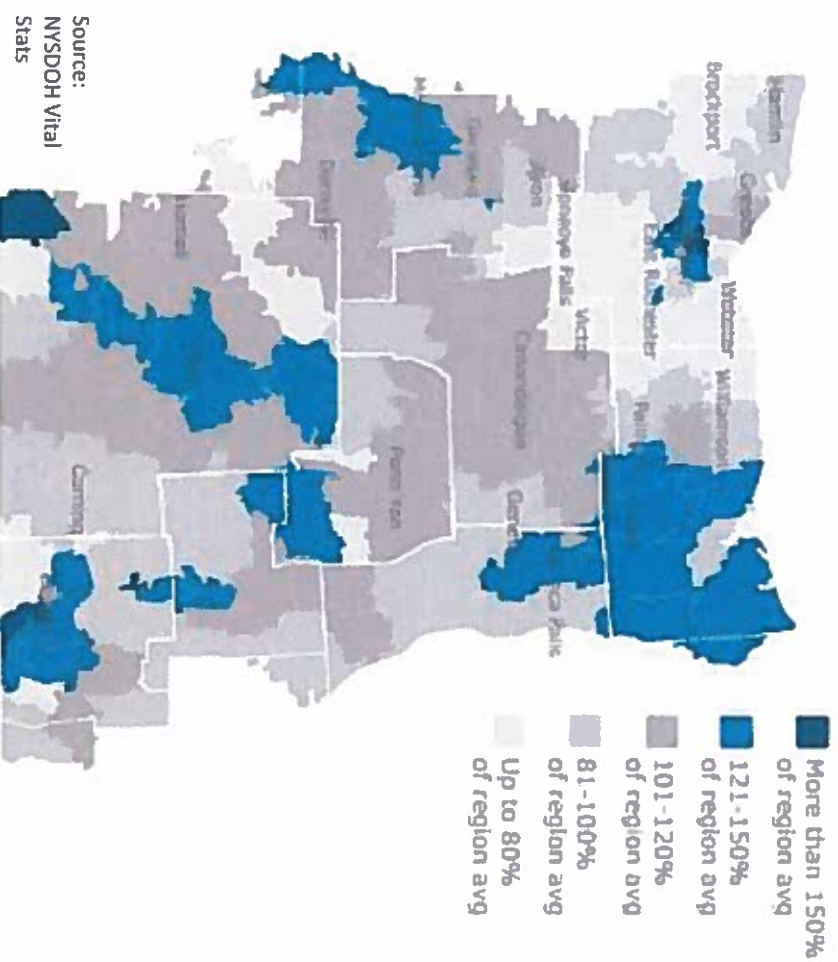 More than 150%
of region avg
121-150%
of region avg
101-120%
of region avg
81-100%
of region avg
Up to 80%
of region avg
Hamlin
Brockport
Greece
Webster
Williamson
East Rochester
Honeoye Falls
Victor
Avon
Canandaigua
Penn Yan
Dansville
Hornell
Corning
Source:
NYSDOH Vital
Stats